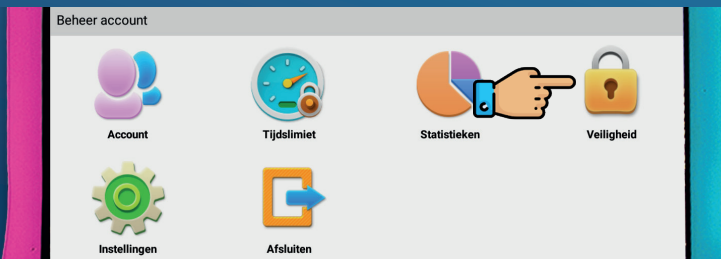 Beheer account
Account
Tijdslimiet
Statistieken
Veiligheid
Instellingen
Afsluiten